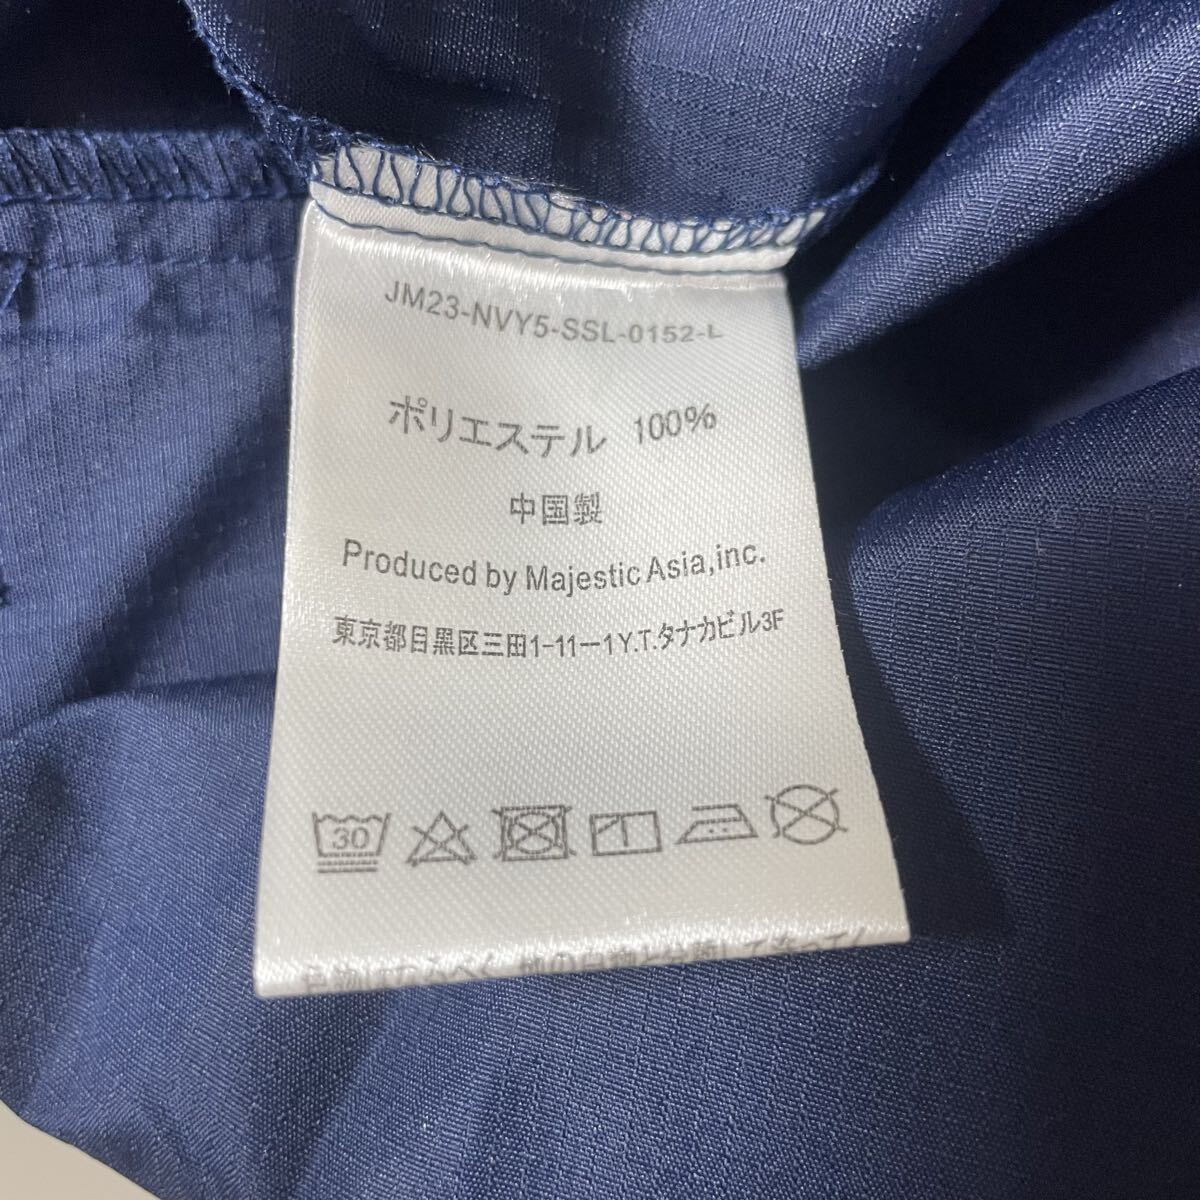 JM23-NVY5-SSL-0152-L
ポリエステル 100%
中国製
Produced by Majestic Asia,inc.
東京都目黒区三田1-11-1Y.T.タナカビル3F
30